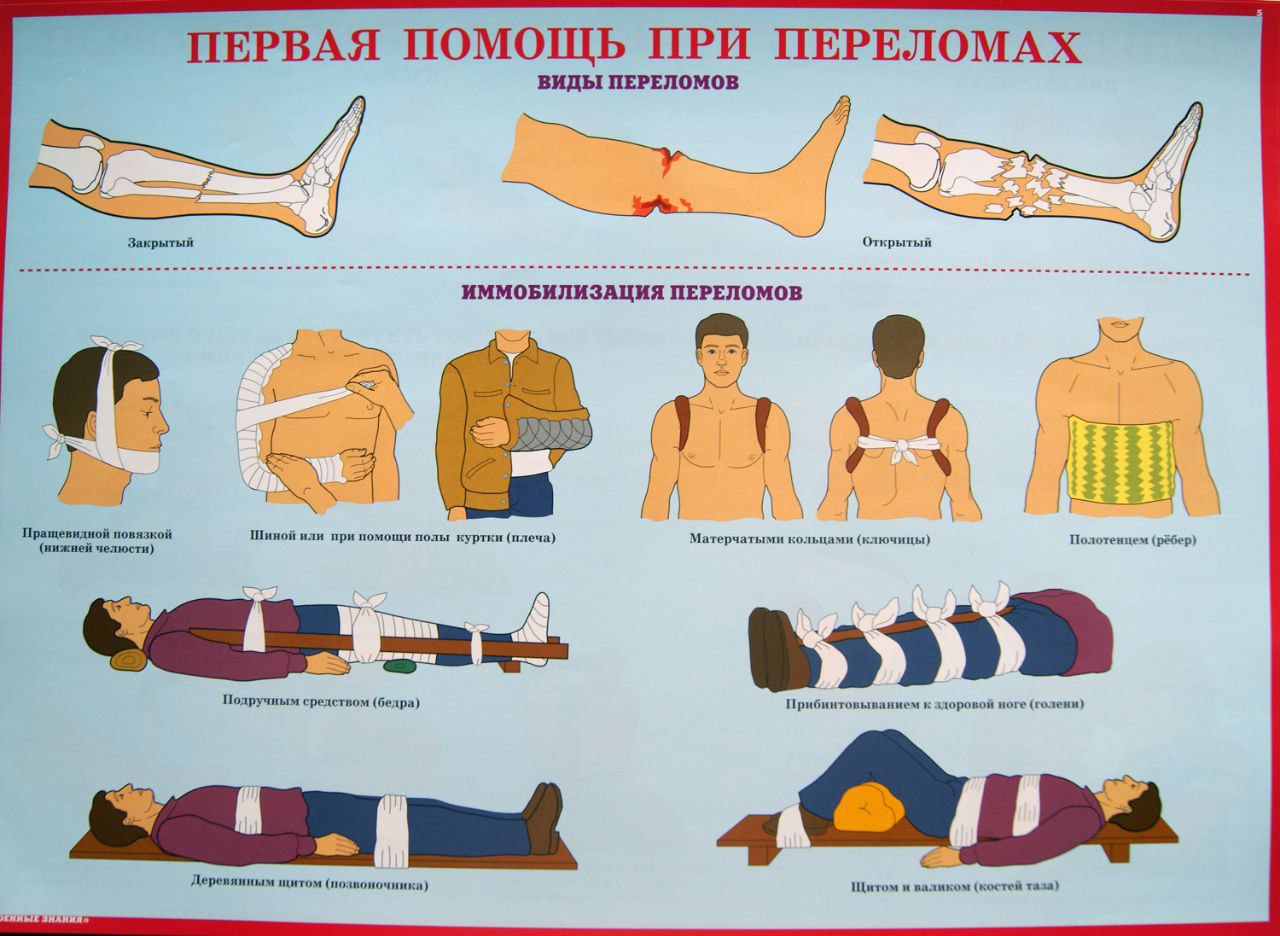 5
ПЕРВАЯ ПОМОЩЬ ПРИ ПЕРЕЛОМАХ
ВИДЫ ПЕРЕЛОМОВ
Закрытый
Открытый
ИММОБИЛИЗАЦИЯ ПЕРЕЛОМОВ
Пращевидной повязкой
(нижней челюсти)
Шиной или при помощи полы куртки (плеча)
Матерчатыми кольцами (ключицы)
Полотенцем (рёбер)
Подручным средством (бедра)
Прибинтовыванием к здоровой ноге (голени)
Деревянным щитом (позвоночника)
Щитом и валиком (костей таза)
ОЕННЫЕ ЗНАНИЯ»